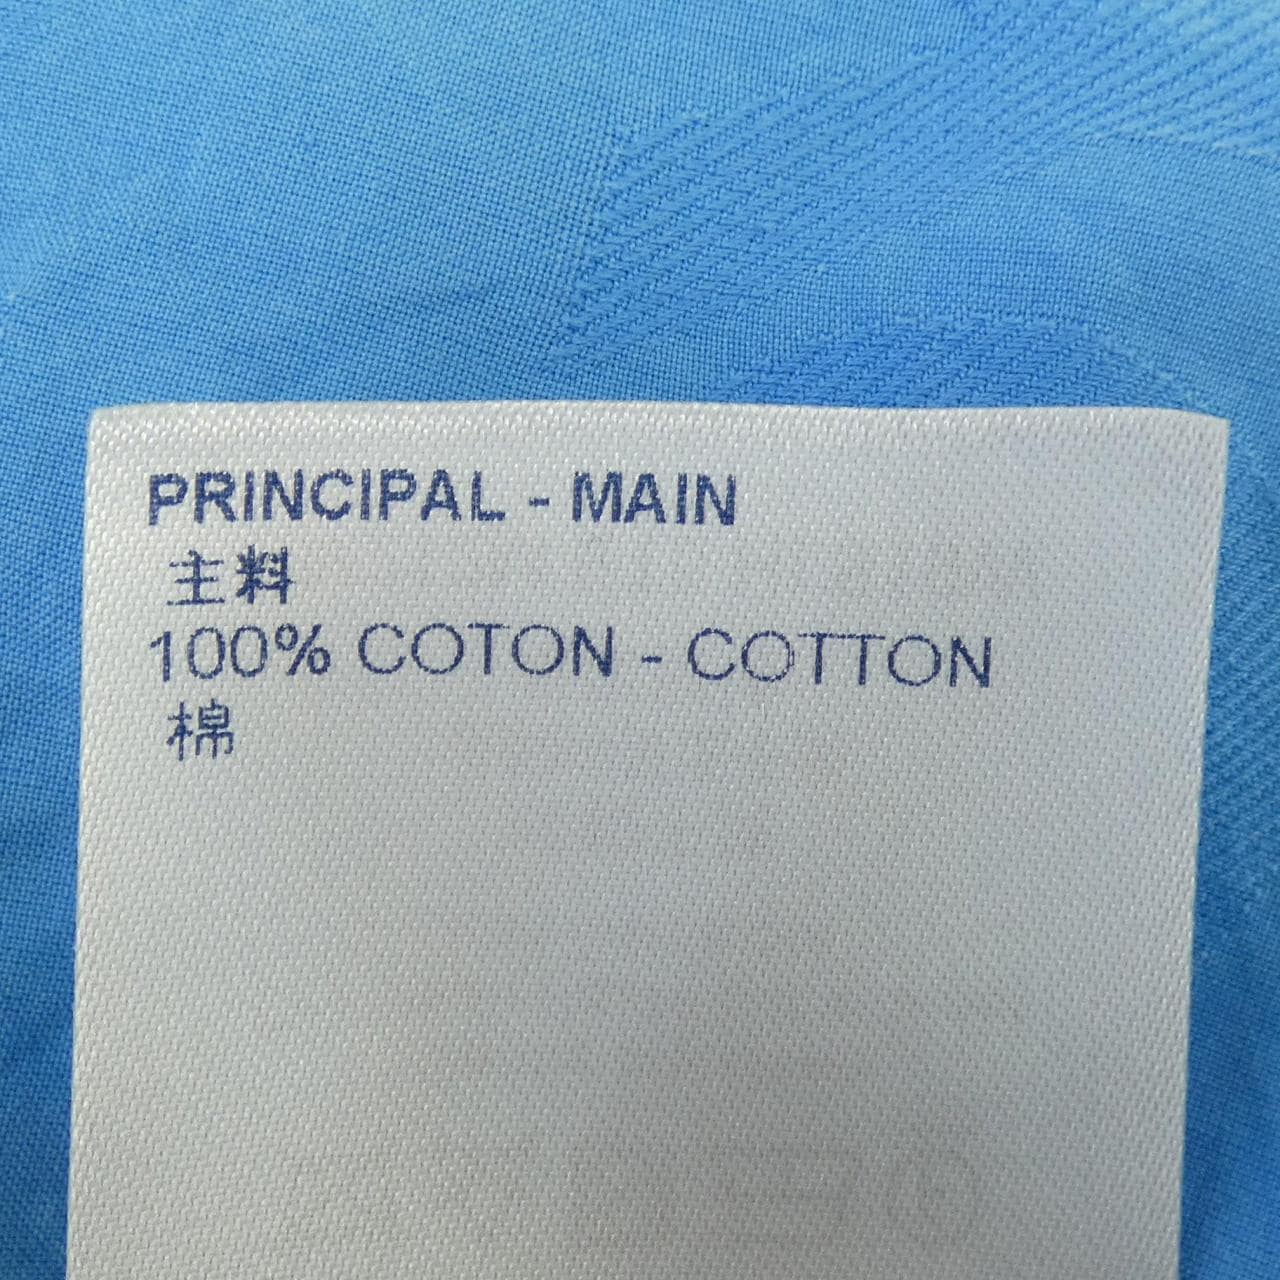 PRINCIPAL - MAIN
主料
100% COTON - COTTON
棉